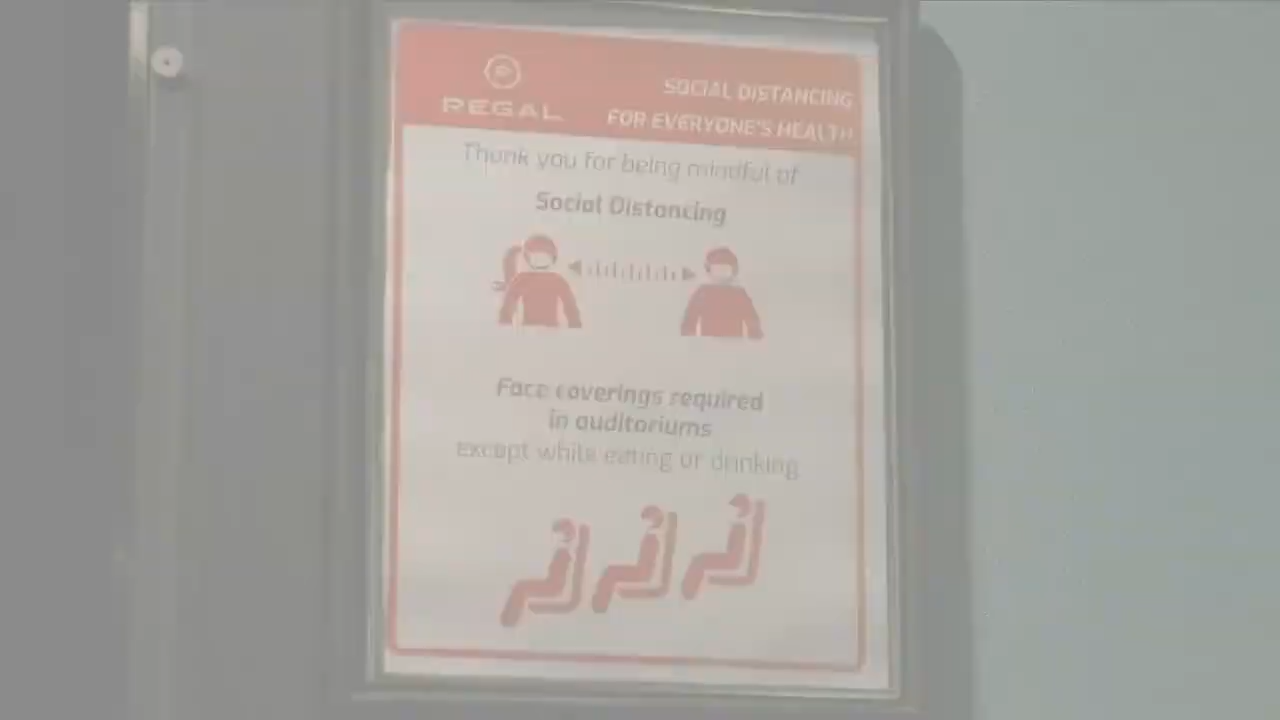 REGAL
SOCIAL DISTANCING
FOR EVERYONE'S HEALTH
Thank you for being mindful of
Social Distancing
Face coverings required
in auditoriums
except while eating or drinking